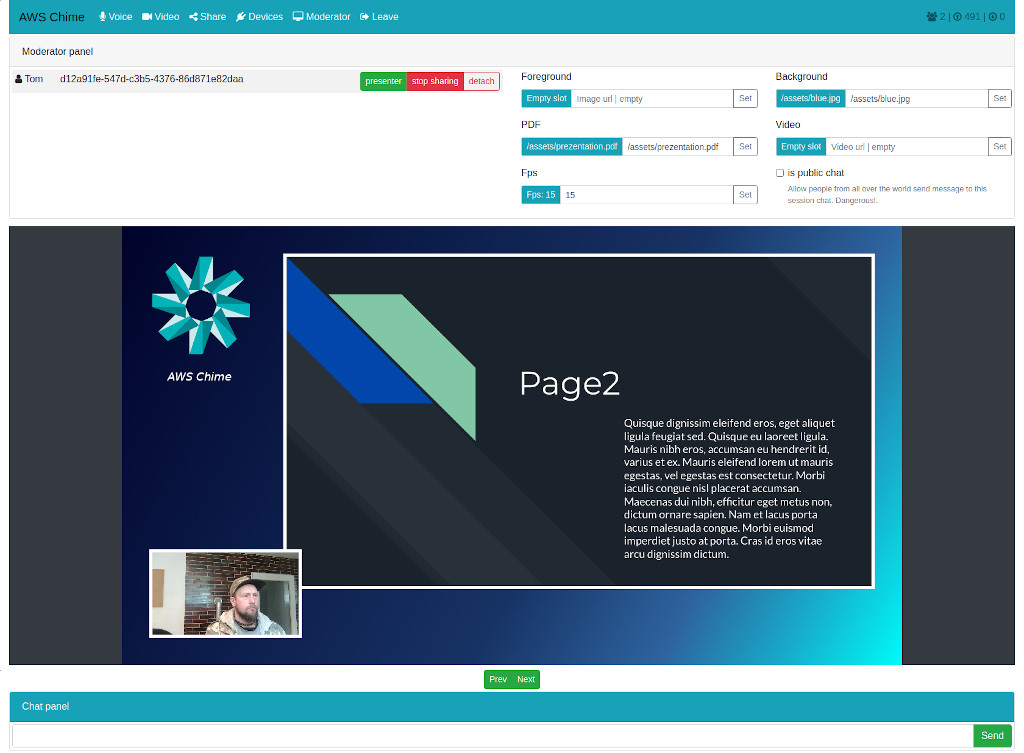 AWS Chime Voice Video Share Devices Moderator Leave 2 | 491 | 0
Moderator panel
Tom d12a91fe-547d-c3b5-4376-86d871e82daa presenter stop sharing detach
Foreground
Empty slot Image url | empty Set
Background
/assets/blue.jpg /assets/blue.jpg Set
PDF
/assets/prezentation.pdf /assets/prezentation.pdf Set
Video
Empty slot Video url | empty Set
Fps
Fps: 15 15 Set
is public chat
Allow people from all over the world send message to this
session chat. Dangerous!.
AWS Chime
Page2
Quisque dignissim eleifend eros, eget aliquet
ligula feugiat sed. Quisque eu laoreet ligula.
Mauris nibh eros, accumsan eu hendrerit id,
varius et ex. Mauris eleifend lorem ut mauris
egestas, vel egestas est consectetur. Morbi
iaculis congue nisl placerat accumsan.
Maecenas dui nibh, efficitur eget metus non,
dictum ornare sapien. Nam et lacus porta
lacus malesuada congue. Morbi euismod
imperdiet justo at porta. Cras id eros vitae
arcu dignissim dictum.
Prev Next
Chat panel
Send